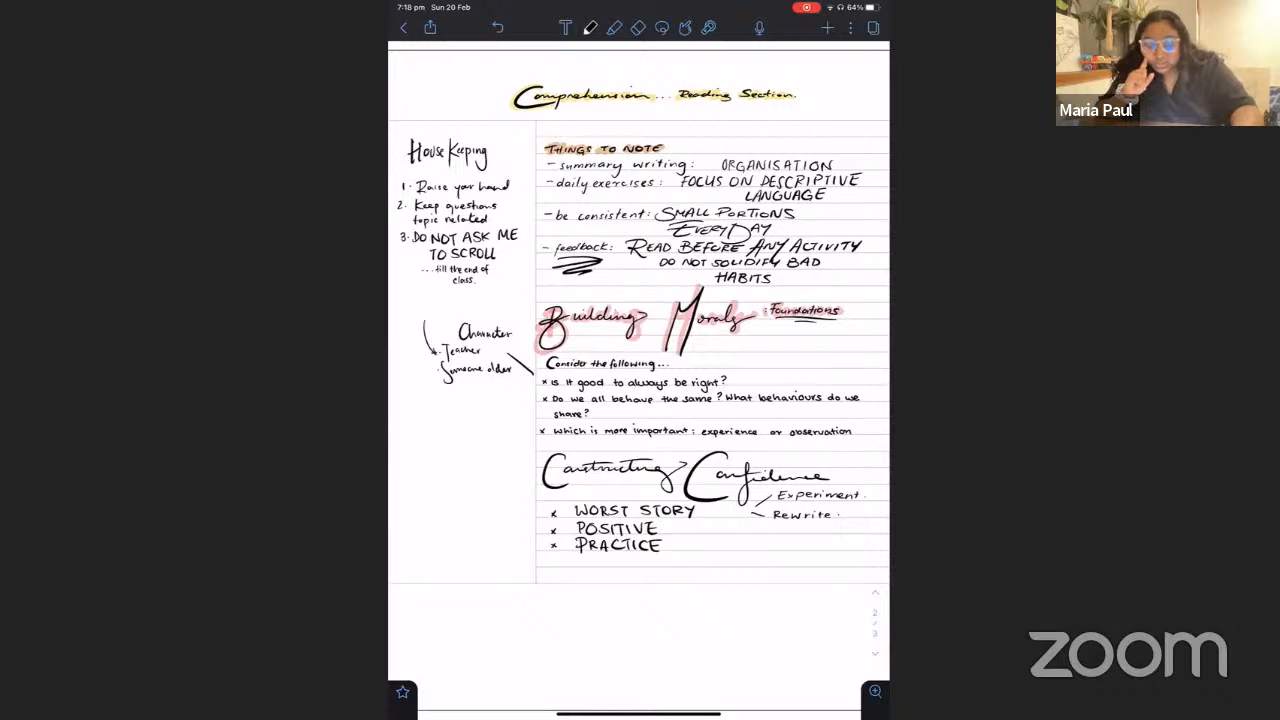 7:18 pm Sun 20 Feb
64%
Comprehension... Reading Section.
House Keeping
1. Raise your hand
2. Keep questions
topic related
3. DO NOT ASK ME
TO SCROLL
...till the end of
class.
Character
Teacher
Someone older
THINGS TO NOTE
- summary writing: ORGANISATION
- daily exercises: FOCUS ON DESCRIPTIVE
LANGUAGE
- be consistent: SMALL PORTIONS
EVERY DAY
- feedback: READ BEFORE ANY ACTIVITY
DO NOT SOLIDIFY BAD
HABITS
Building Morals : Foundations
Consider the following...
x Is it good to always be right?
x Do we all behave the same? What behaviours do we
share?
x Which is more important: experience or observation
Constructing Confidence
Experiment.
Rewrite.
x WORST STORY
x POSITIVE
x PRACTICE
2
/
3
Maria Paul
zoom